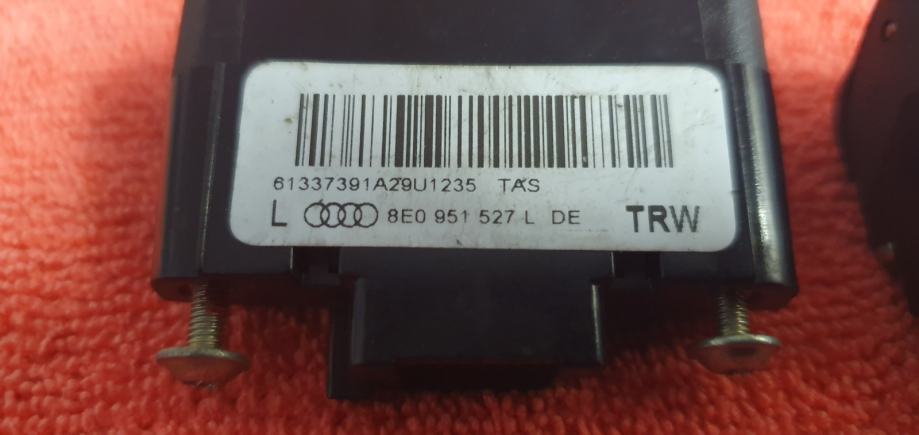 61337391A29U1235 TAS
L 8E0 951 527 L DE TRW